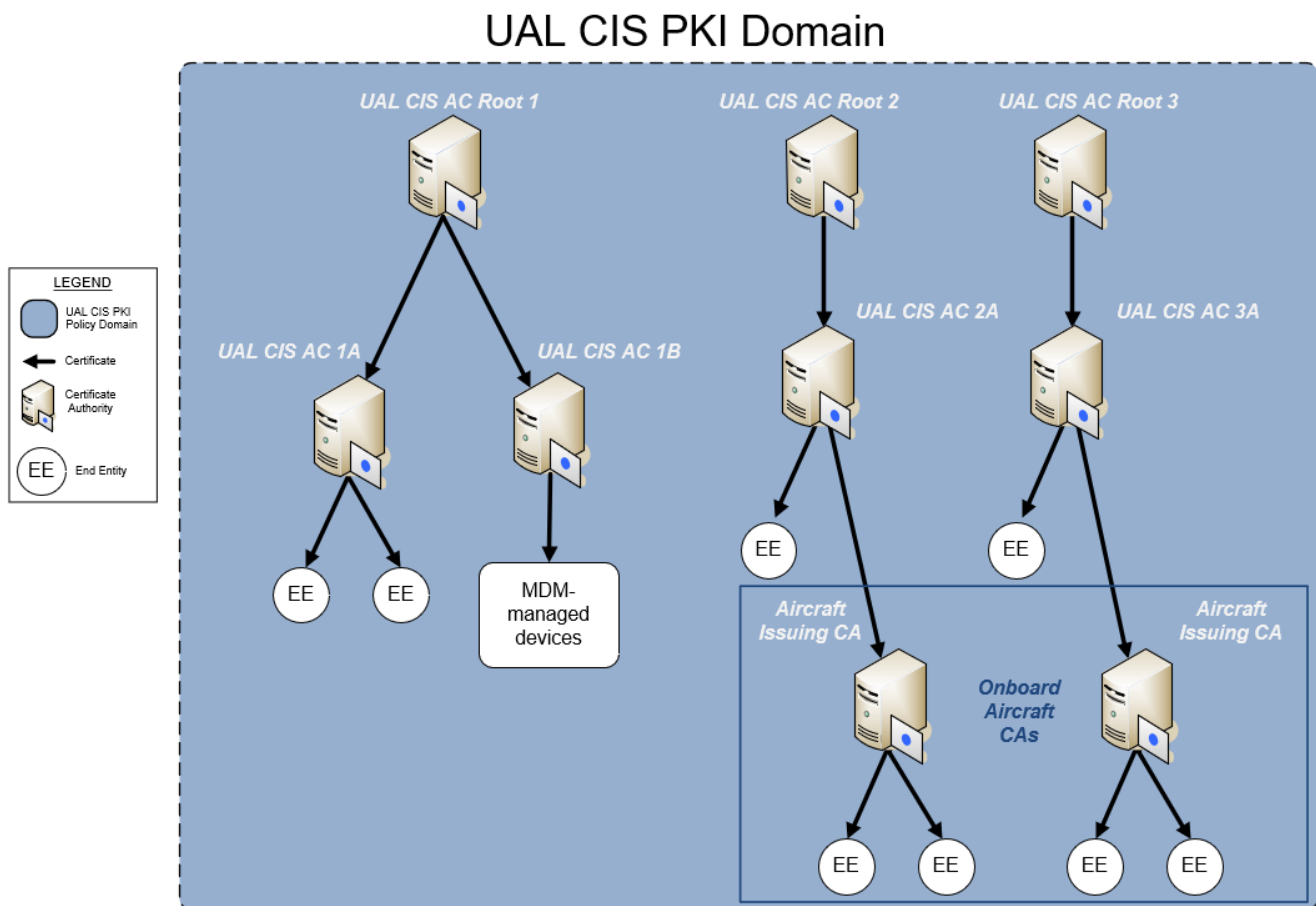 UAL CIS PKI Domain
UAL CIS AC Root 1
UAL CIS AC Root 2
UAL CIS AC Root 3
LEGEND
UAL CIS PKI
Policy Domain
Certificate
Certificate
Authority
EE
End Entity
UAL CIS AC 1A
UAL CIS AC 1B
UAL CIS AC 2A
UAL CIS AC 3A
EE
EE
MDM-
managed
devices
EE
EE
Aircraft
Issuing CA
Aircraft
Issuing CA
Onboard
Aircraft
CAs
EE
EE
EE
EE